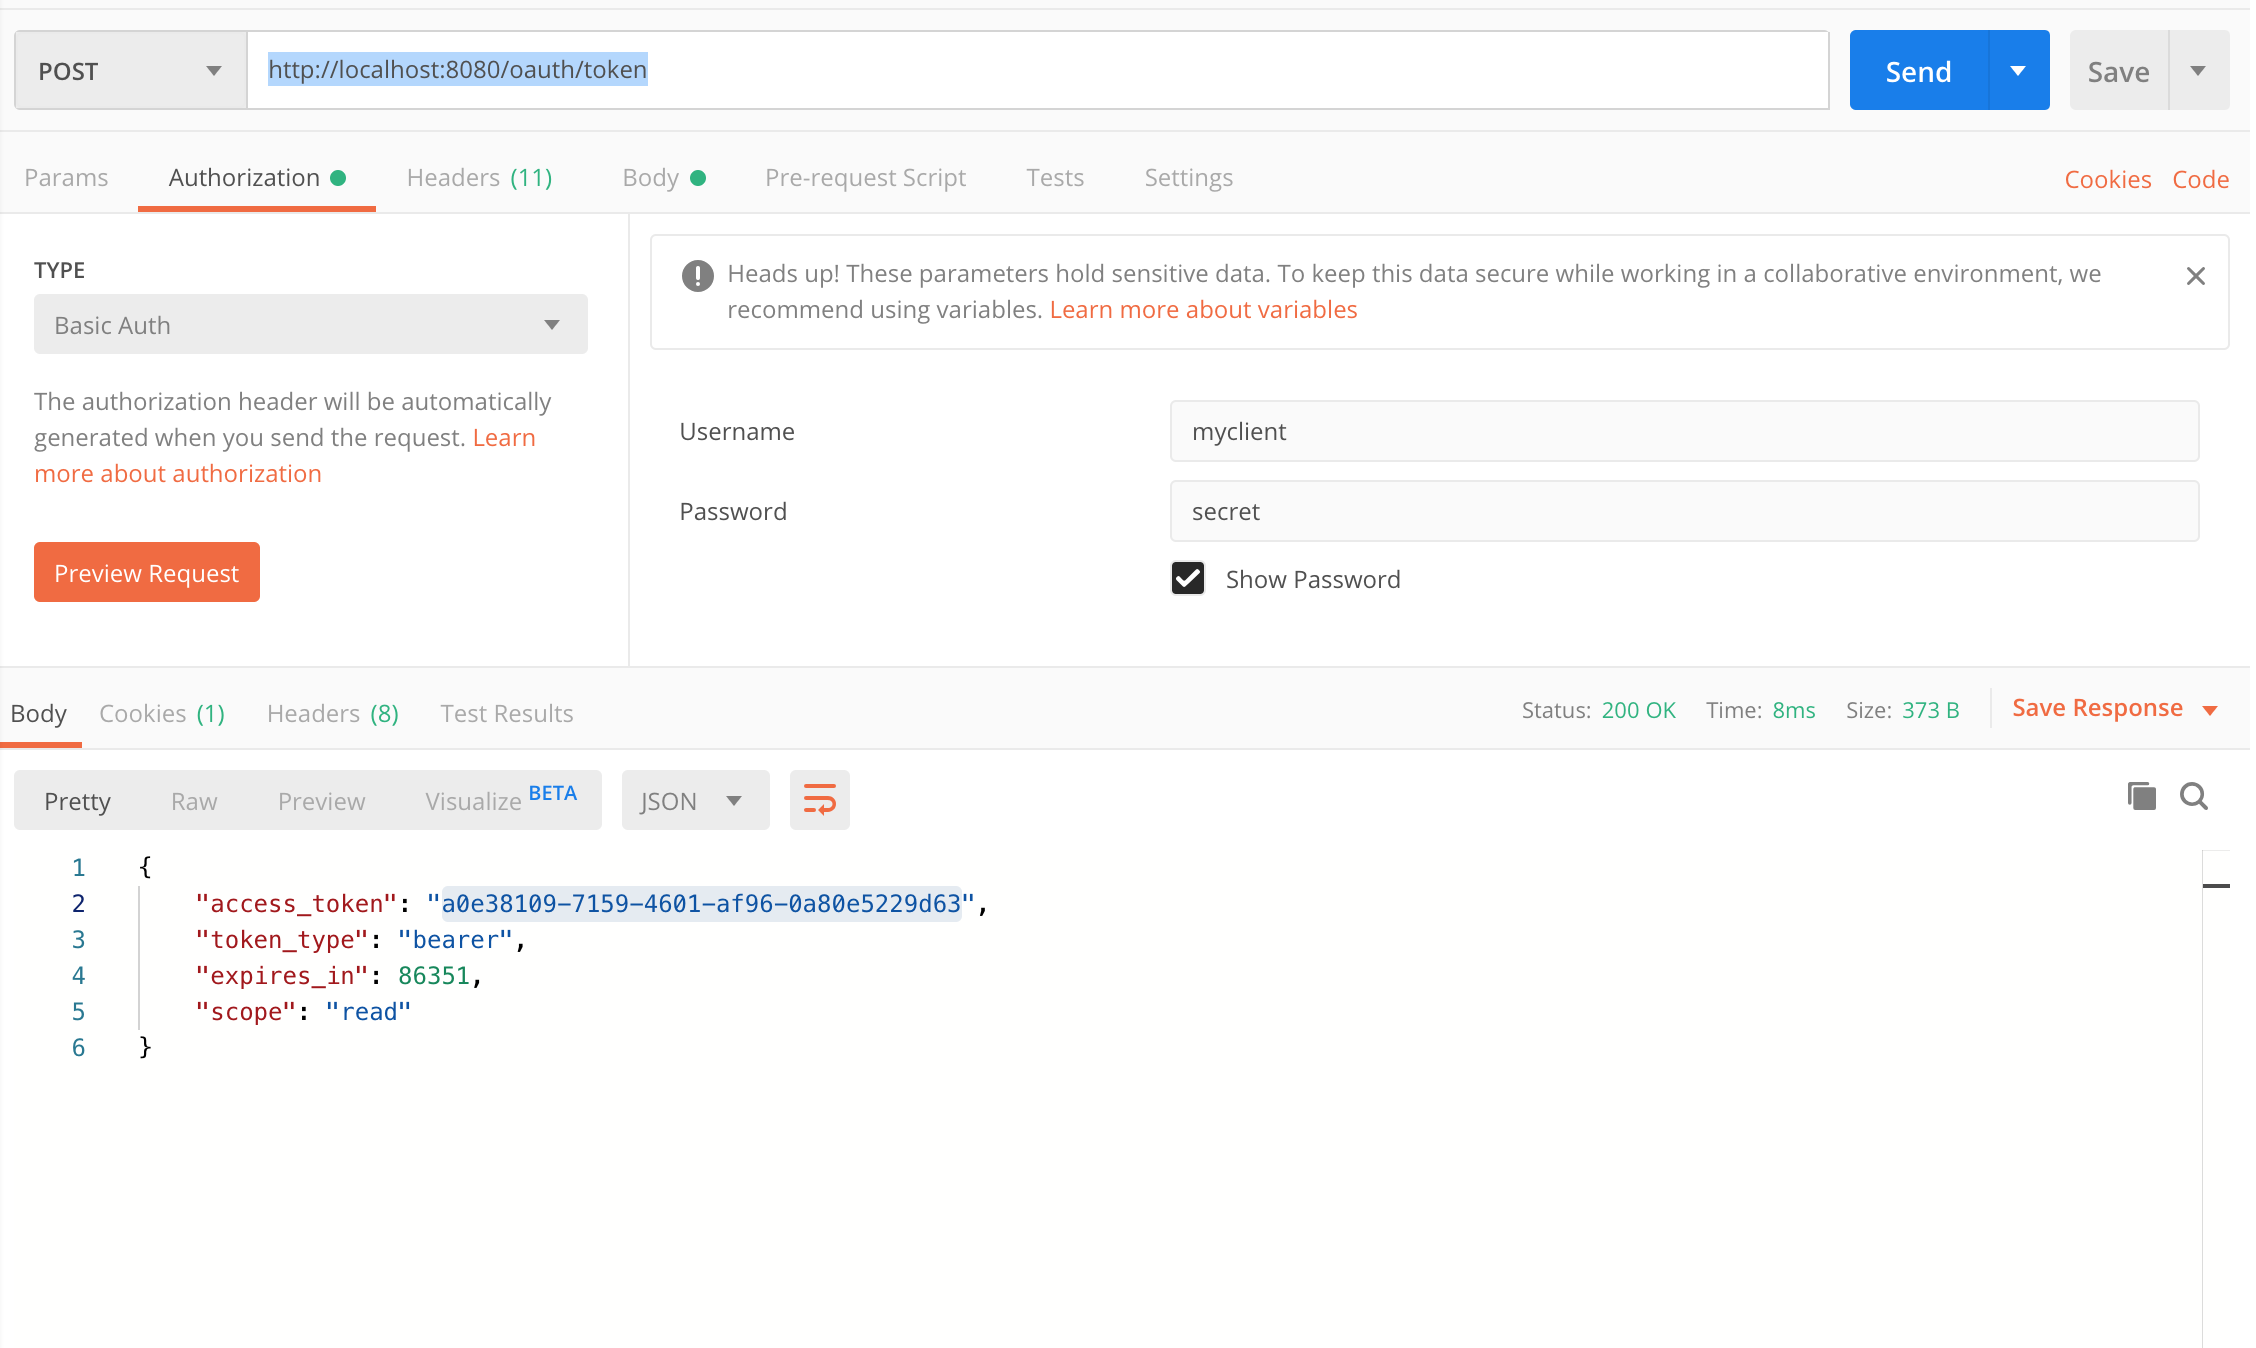 POST
http://localhost:8080/oauth/token
Send
Save
Params
Authorization
Headers (11)
Body
Pre-request Script
Tests
Settings
Cookies
Code
TYPE
Basic Auth
The authorization header will be automatically
generated when you send the request. Learn
more about authorization
Preview Request
Heads up! These parameters hold sensitive data. To keep this data secure while working in a collaborative environment, we
recommend using variables. Learn more about variables
Username
myclient
Password
secret
Show Password
Body
Cookies (1)
Headers (8)
Test Results
Status: 200 OK
Time: 8ms
Size: 373 B
Save Response
Pretty
Raw
Preview
Visualize BETA
JSON
1 {
2 "access_token": "a0e38109-7159-4601-af96-0a80e5229d63",
3 "token_type": "bearer",
4 "expires_in": 86351,
5 "scope": "read"
6 }